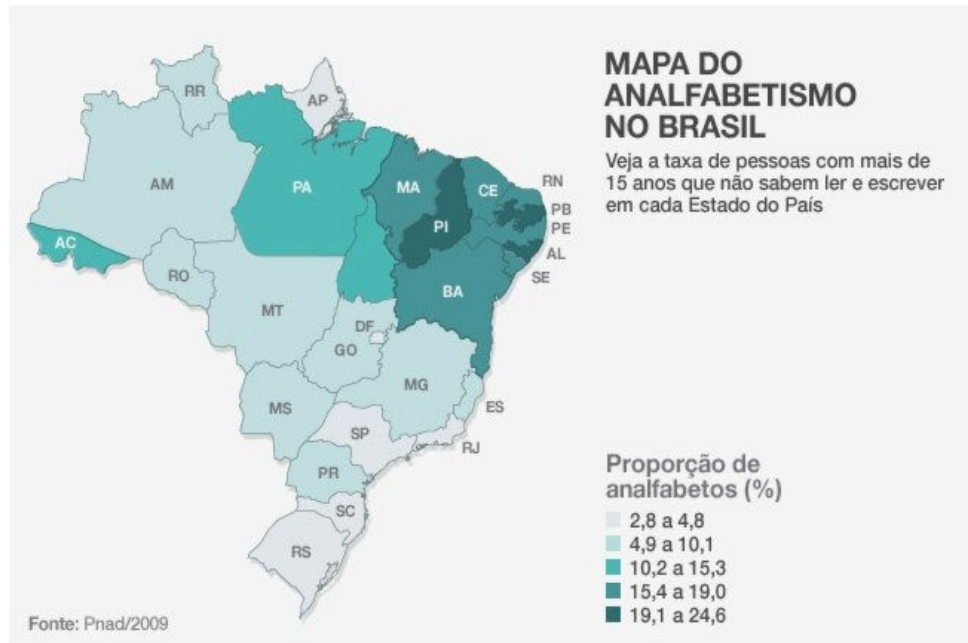 MAPA DO
ANALFABETISMO
NO BRASIL
Veja a taxa de pessoas com mais de
15 anos que não sabem ler e escrever
em cada Estado do País
RR
AP
AM
PA
MA
CE
RN
PB
PE
AL
SE
PI
AC
RO
BA
MT
DF
GO
MG
ES
MS
SP
RJ
PR
SC
RS
Proporção de
analfabetos (%)
2,8 a 4,8
4,9 a 10,1
10,2 a 15,3
15,4 a 19,0
19,1 a 24,6
Fonte: Pnad/2009